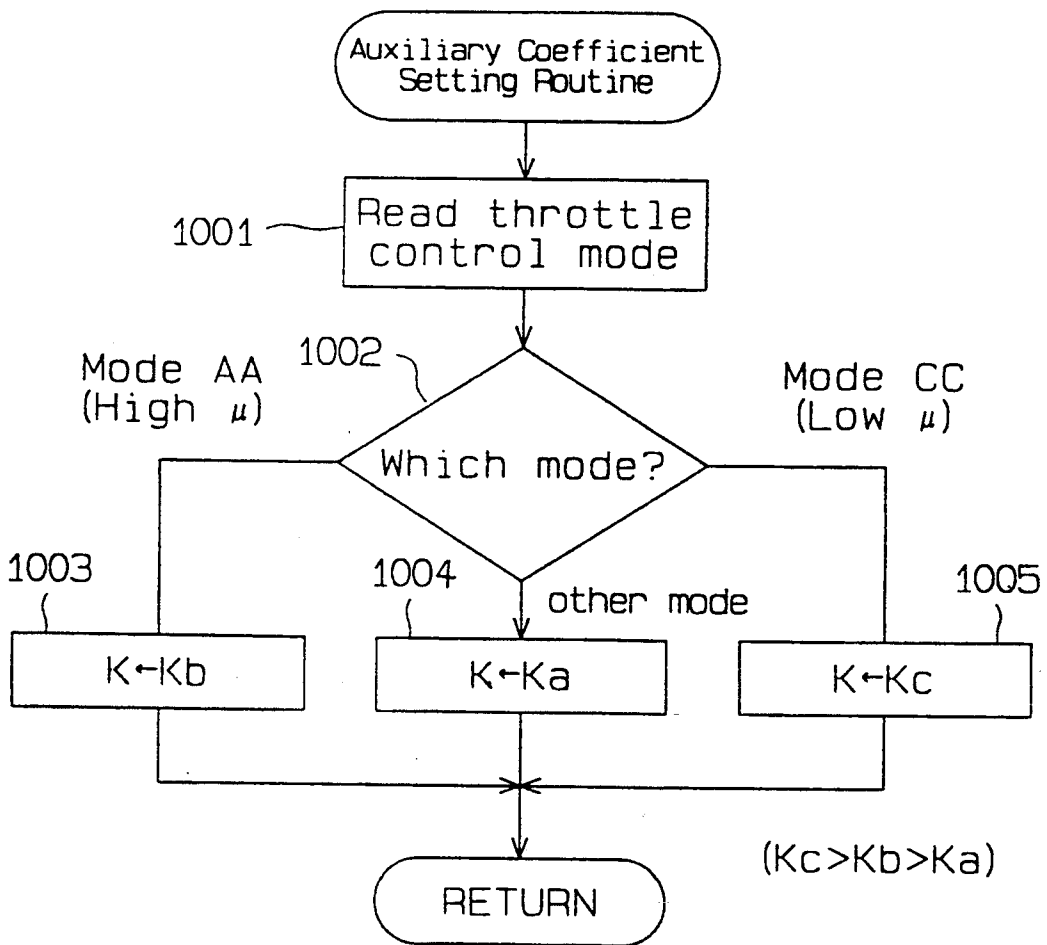 Auxiliary Coefficient
Setting Routine
1001
Read throttle
control mode
1002
Mode AA
(High μ)
Mode CC
(Low μ)
Which mode?
1003
1004
other mode
1005
K←Kb
K←Ka
K←Kc
(Kc>Kb>Ka)
RETURN